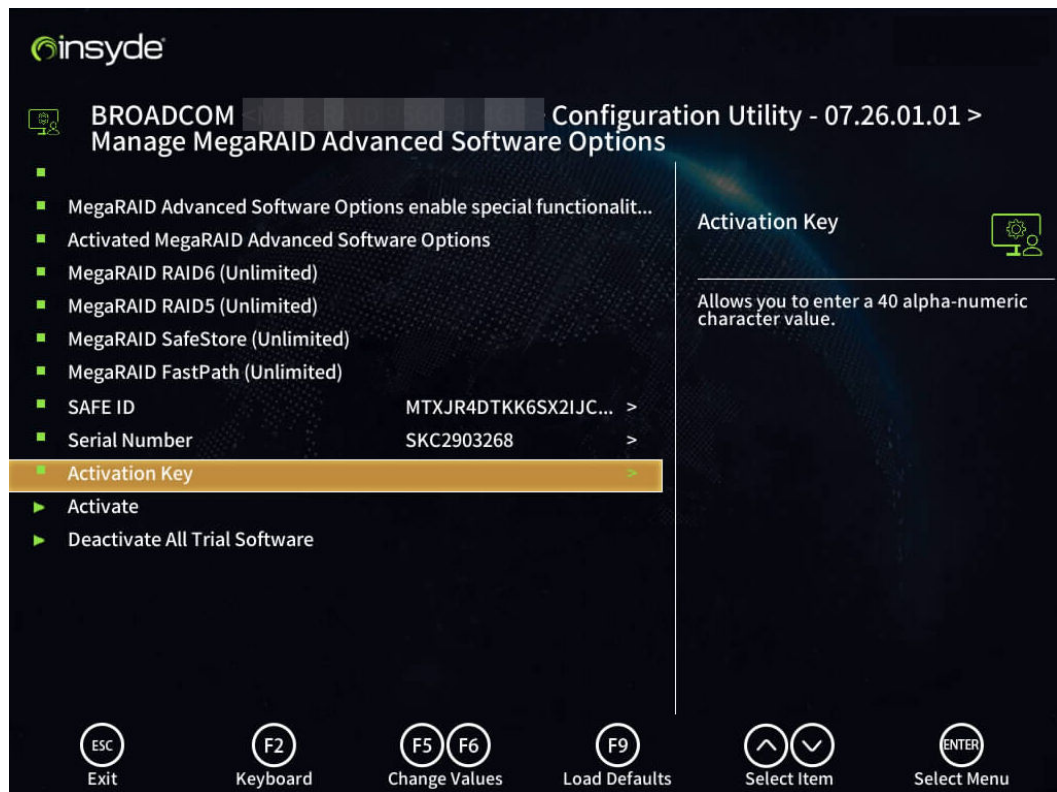 insyde
BROADCOM Configuration Utility - 07.26.01.01 >
Manage MegaRAID Advanced Software Options
MegaRAID Advanced Software Options enable special functionalit...
Activated MegaRAID Advanced Software Options
MegaRAID RAID6 (Unlimited)
MegaRAID RAID5 (Unlimited)
MegaRAID SafeStore (Unlimited)
MegaRAID FastPath (Unlimited)
SAFE ID MTXJR4DTKK6SX2IJC... >
Serial Number SKC2903268 >
Activation Key >
Activate
Deactivate All Trial Software
Activation Key
Allows you to enter a 40 alpha-numeric
character value.
ESC F2 F5 F6 F9 ENTER
Exit Keyboard Change Values Load Defaults Select Item Select Menu